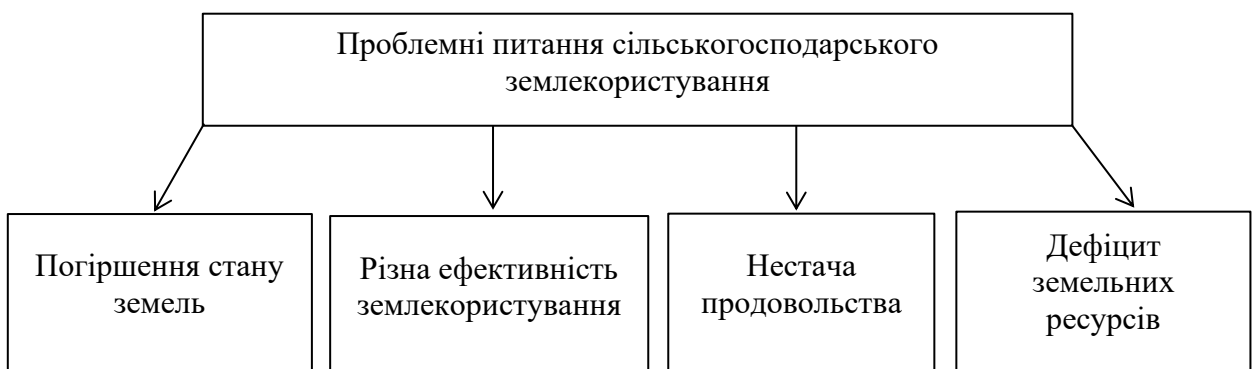 Проблемні питання сільськогосподарського
землекористування
Погіршення стану
земель
Різна ефективність
землекористування
Нестача
продовольства
Дефіцит
земельних
ресурсів